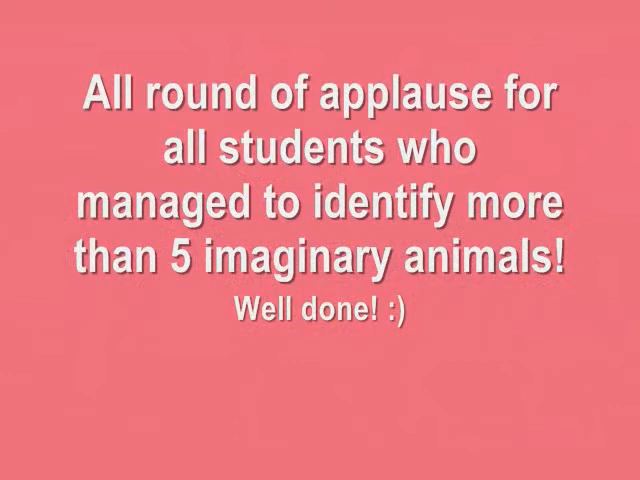 All round of applause for
all students who
managed to identify more
than 5 imaginary animals!
Well done! :)